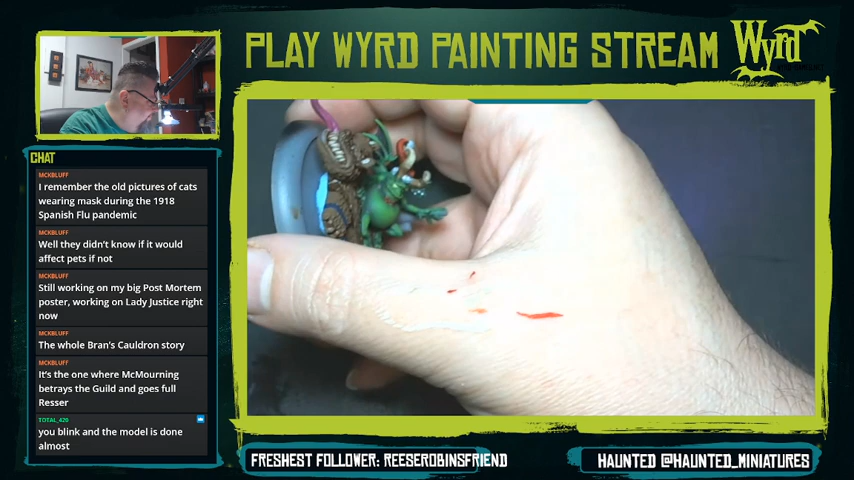 PLAY WYRD PAINTING STREAM
Wyrd
CHAT
MCKBLUFF
I remember the old pictures of cats
wearing mask during the 1918
Spanish Flu pandemic
MCKBLUFF
Well they didn't know if it would
affect pets if not
MCKBLUFF
Still working on my big Post Mortem
poster, working on Lady Justice right
now
MCKBLUFF
The whole Bran's Cauldron story
MCKBLUFF
It's the one where McMourning
betrays the Guild and goes full
Resser
TOTAL_420
you blink and the model is done
almost
FRESHEST FOLLOWER: REESEROBINSFRIEND
HAUNTED @HAUNTED_MINIATURES